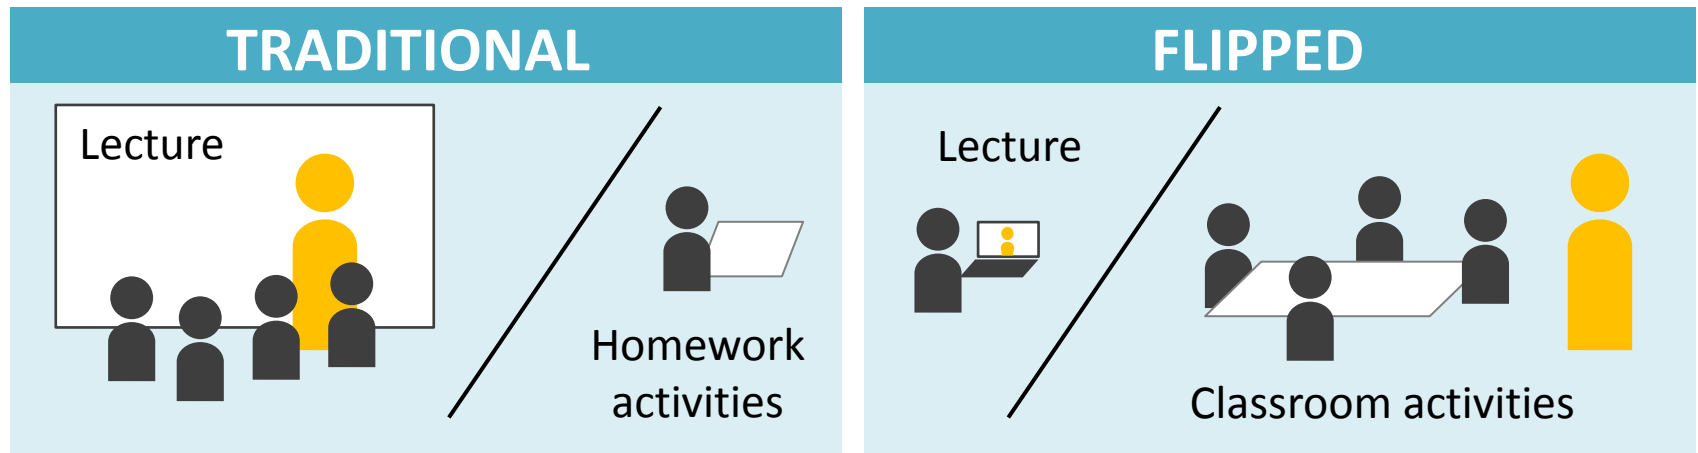 TRADITIONAL
Lecture
Homework
activities
FLIPPED
Lecture
Classroom activities